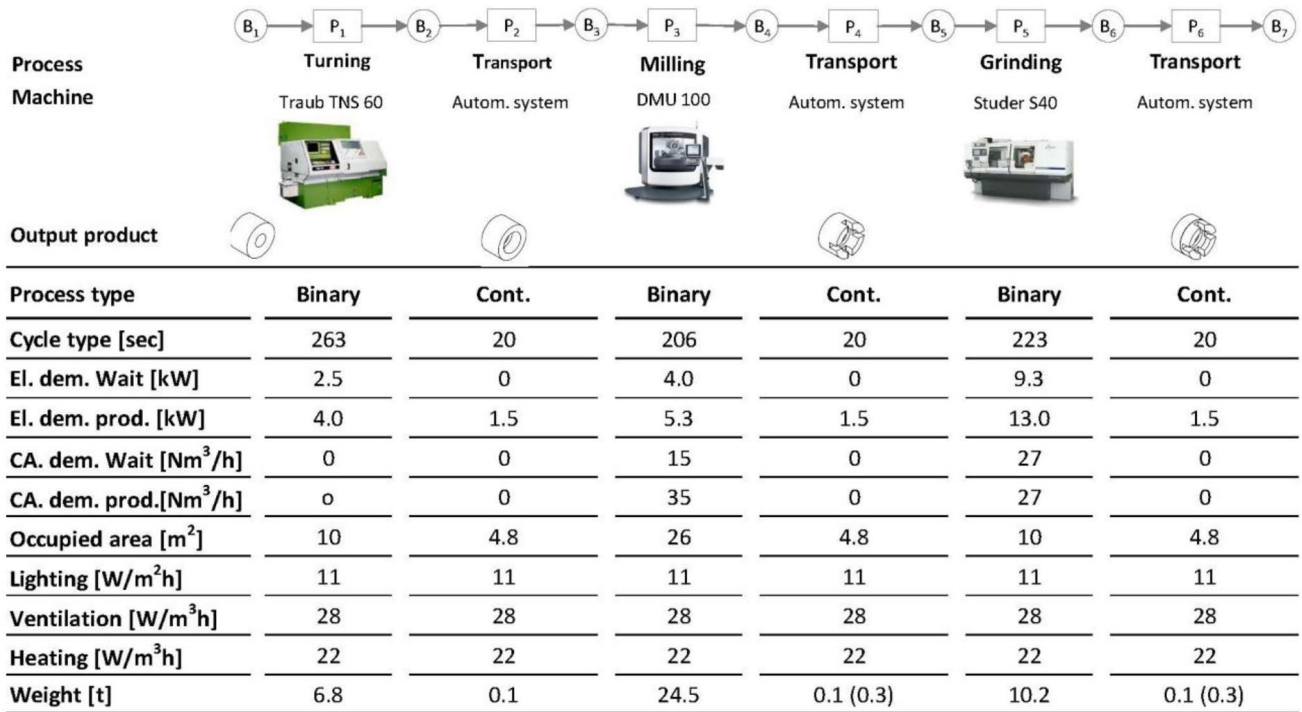 B1 P1 B2 P2 B3 P3 B4 P4 B5 P5 B6 P6 B7
Process Turning Transport Milling Transport Grinding Transport
Machine Traub TNS 60 Autom. system DMU 100 Autom. system Studer S40 Autom. system
Output product
Process type Binary Cont. Binary Cont. Binary Cont.
Cycle type [sec] 263 20 206 20 223 20
El. dem. Wait [kW] 2.5 0 4.0 0 9.3 0
El. dem. prod. [kW] 4.0 1.5 5.3 1.5 13.0 1.5
CA. dem. Wait [Nm³/h] 0 0 15 0 27 0
CA. dem. prod.[Nm³/h] o 0 35 0 27 0
Occupied area [m²] 10 4.8 26 4.8 10 4.8
Lighting [W/m²h] 11 11 11 11 11 11
Ventilation [W/m³h] 28 28 28 28 28 28
Heating [W/m³h] 22 22 22 22 22 22
Weight [t] 6.8 0.1 24.5 0.1 (0.3) 10.2 0.1 (0.3)